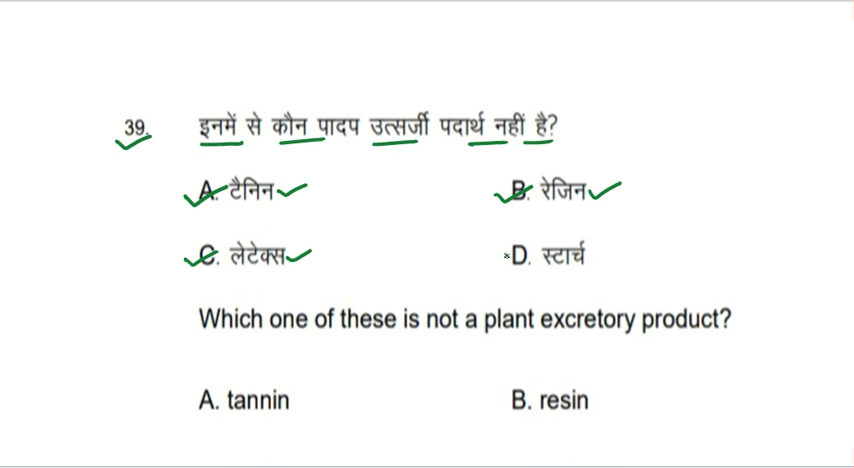 39. इनमें से कौन पादप उत्सर्जी पदार्थ नहीं है?
A. टैनिन B. रेजिन
C. लेटेक्स D. स्टार्च
Which one of these is not a plant excretory product?
A. tannin B. resin